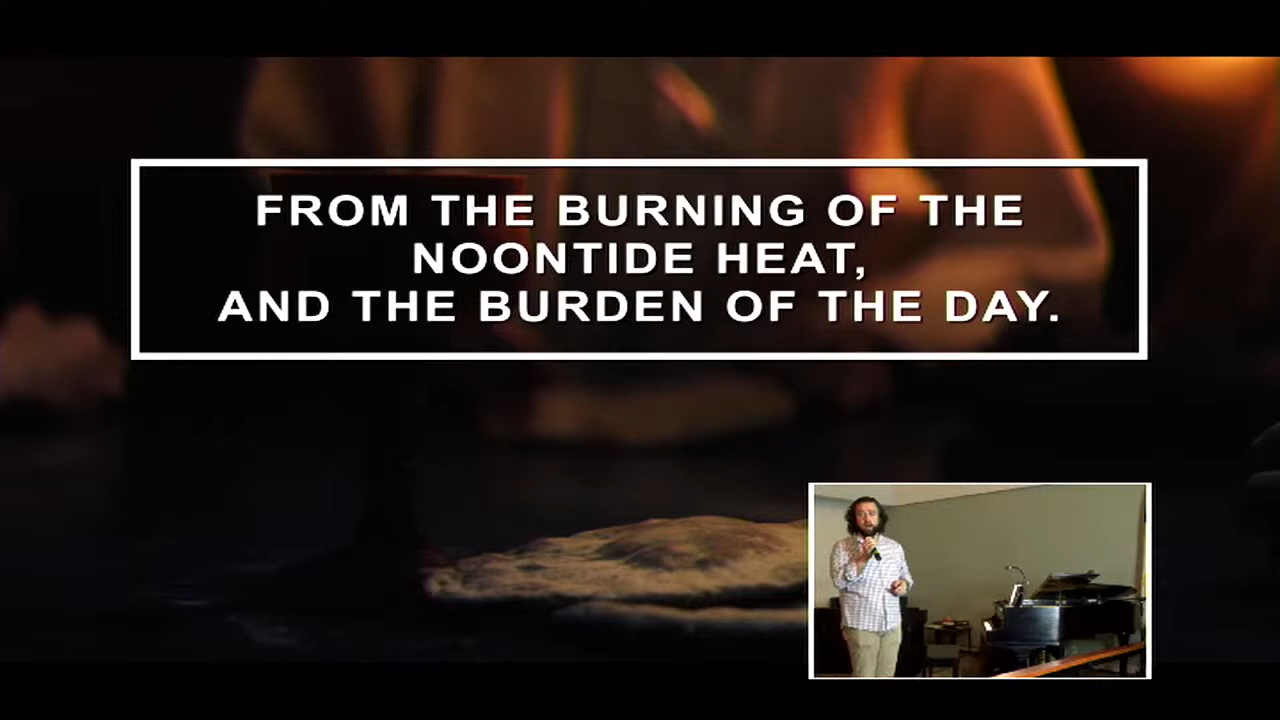 FROM THE BURNING OF THE
NOONTIDE HEAT,
AND THE BURDEN OF THE DAY.